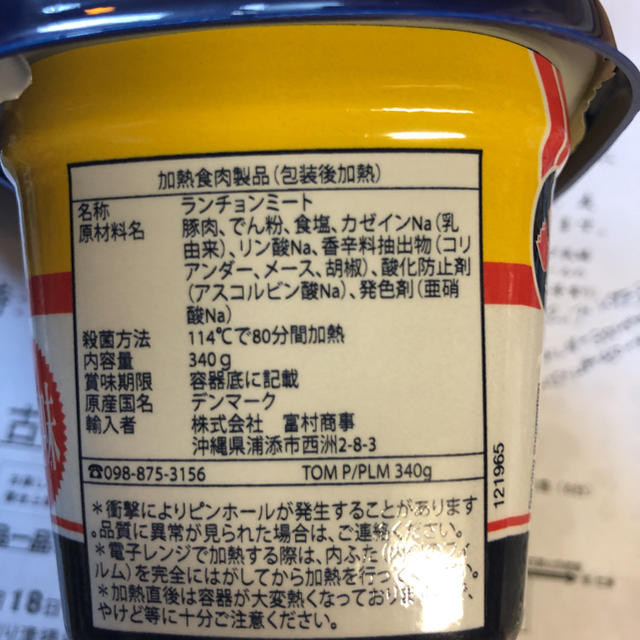 加熱食肉製品(包装後加熱)
名称 ランチョンミート
原材料名 豚肉、でん粉、食塩、カゼインNa(乳
由来)、リン酸Na、香辛料抽出物(コリ
アンダー、メース、胡椒)、酸化防止剤
(アスコルビン酸Na)、発色剤(亜硝
酸Na)
殺菌方法 114℃で80分間加熱
内容量 340g
賞味期限 容器底に記載
原産国名 デンマーク
輸入者 株式会社 富村商事
沖縄県浦添市西洲2-8-3
☎098-875-3156 TOM P/PLM 340g
121965
*衝撃によりピンホールが発生することがあります
。品質に異常が見られた場合は、ご連絡ください。
*電子レンジで加熱する際は、内ふた
ルム)を完全にはがしてから加熱を行って
*加熱直後は容器が大変熱くなっており
やけど等に十分ご注意ください。
味
古
品一品
月18日